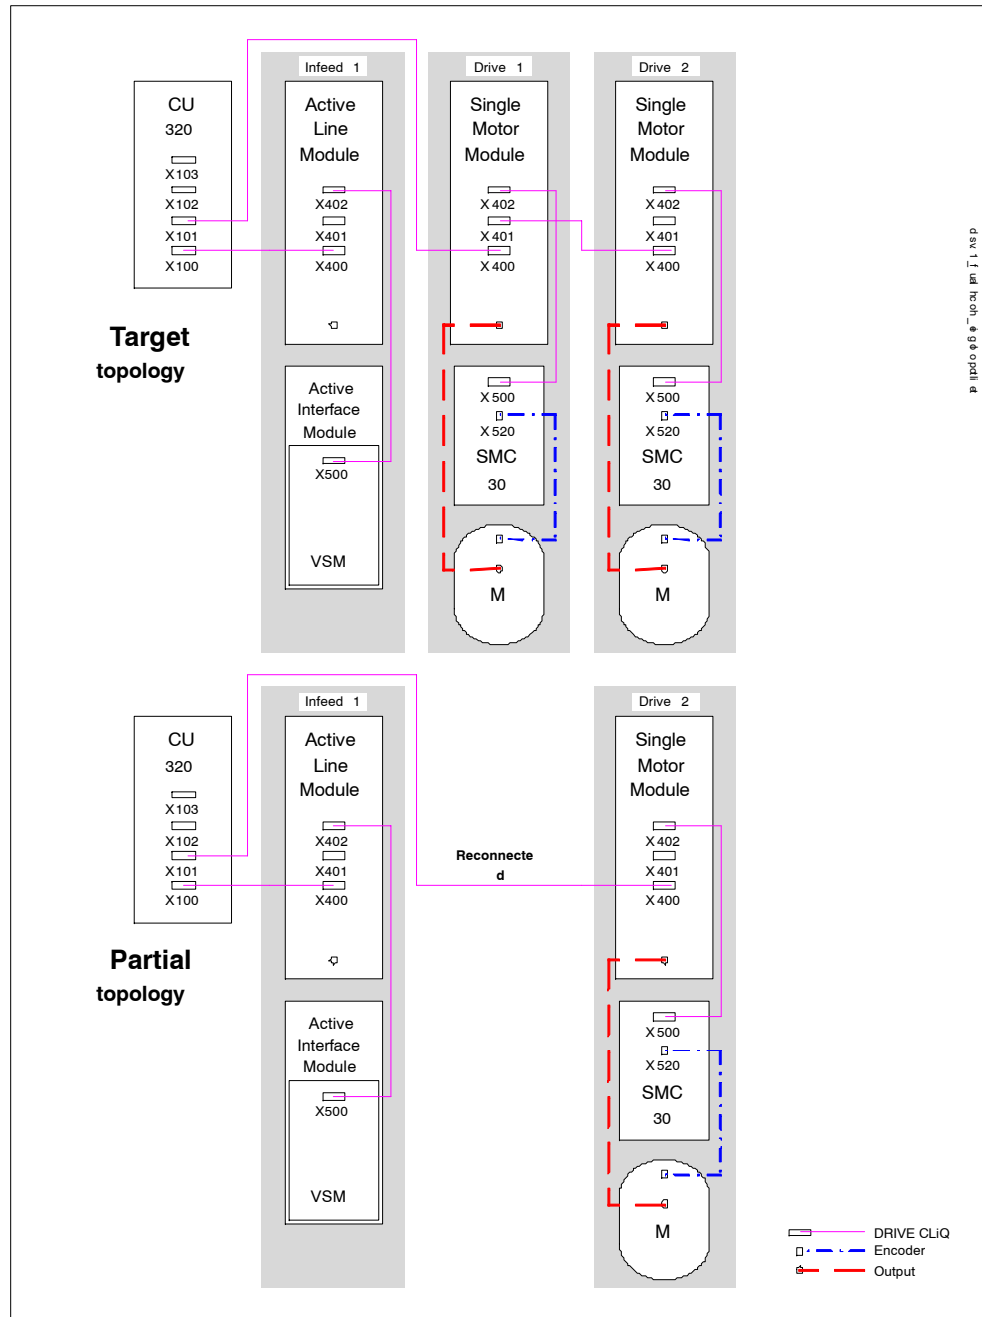 Infeed 1
Drive 1
Drive 2
CU
320
X103
X102
X101
X100
Active
Line
Module
X402
X401
X400
Single
Motor
Module
X402
X401
X400
Single
Motor
Module
X402
X401
X400
Target
topology
Active
Interface
Module
X500
VSM
X500
X520
SMC
30
M
X500
X520
SMC
30
M
Infeed 1
Drive 2
CU
320
X103
X102
X101
X100
Active
Line
Module
X402
X401
X400
Reconnecte
d
Single
Motor
Module
X402
X401
X400
Partial
topology
Active
Interface
Module
X500
VSM
X500
X520
SMC
30
M
DRIVE CLiQ
Encoder
Output